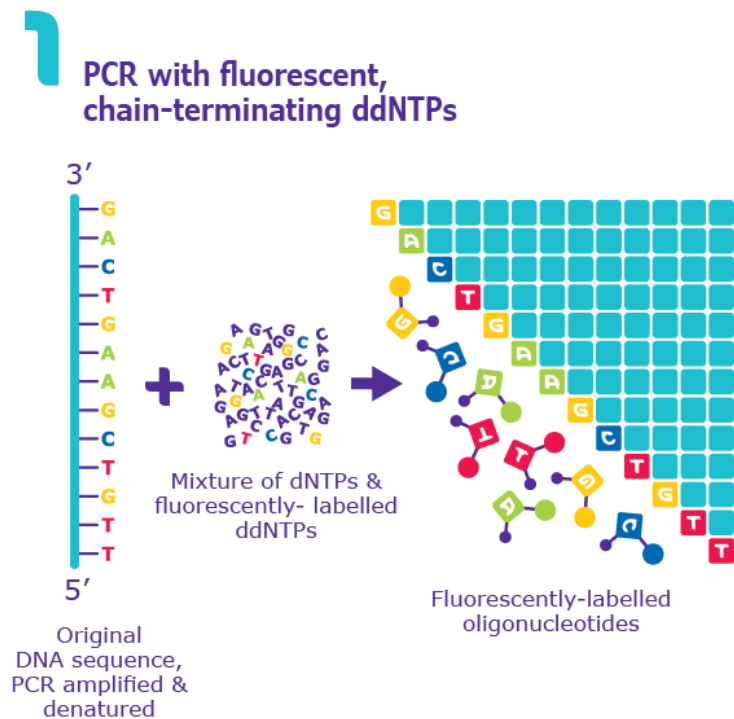 1
PCR with fluorescent,
chain-terminating ddNTPs
3′
G
A
C
T
G
A
A
G
C
T
G
T
T
5′
Original
DNA sequence,
PCR amplified &
denatured
+
Mixture of dNTPs &
fluorescently- labelled
ddNTPs
G
A
C
T
G
A
A
G
C
T
G
T
T
G
C
A
T
T
G
A
C
Fluorescently-labelled
oligonucleotides